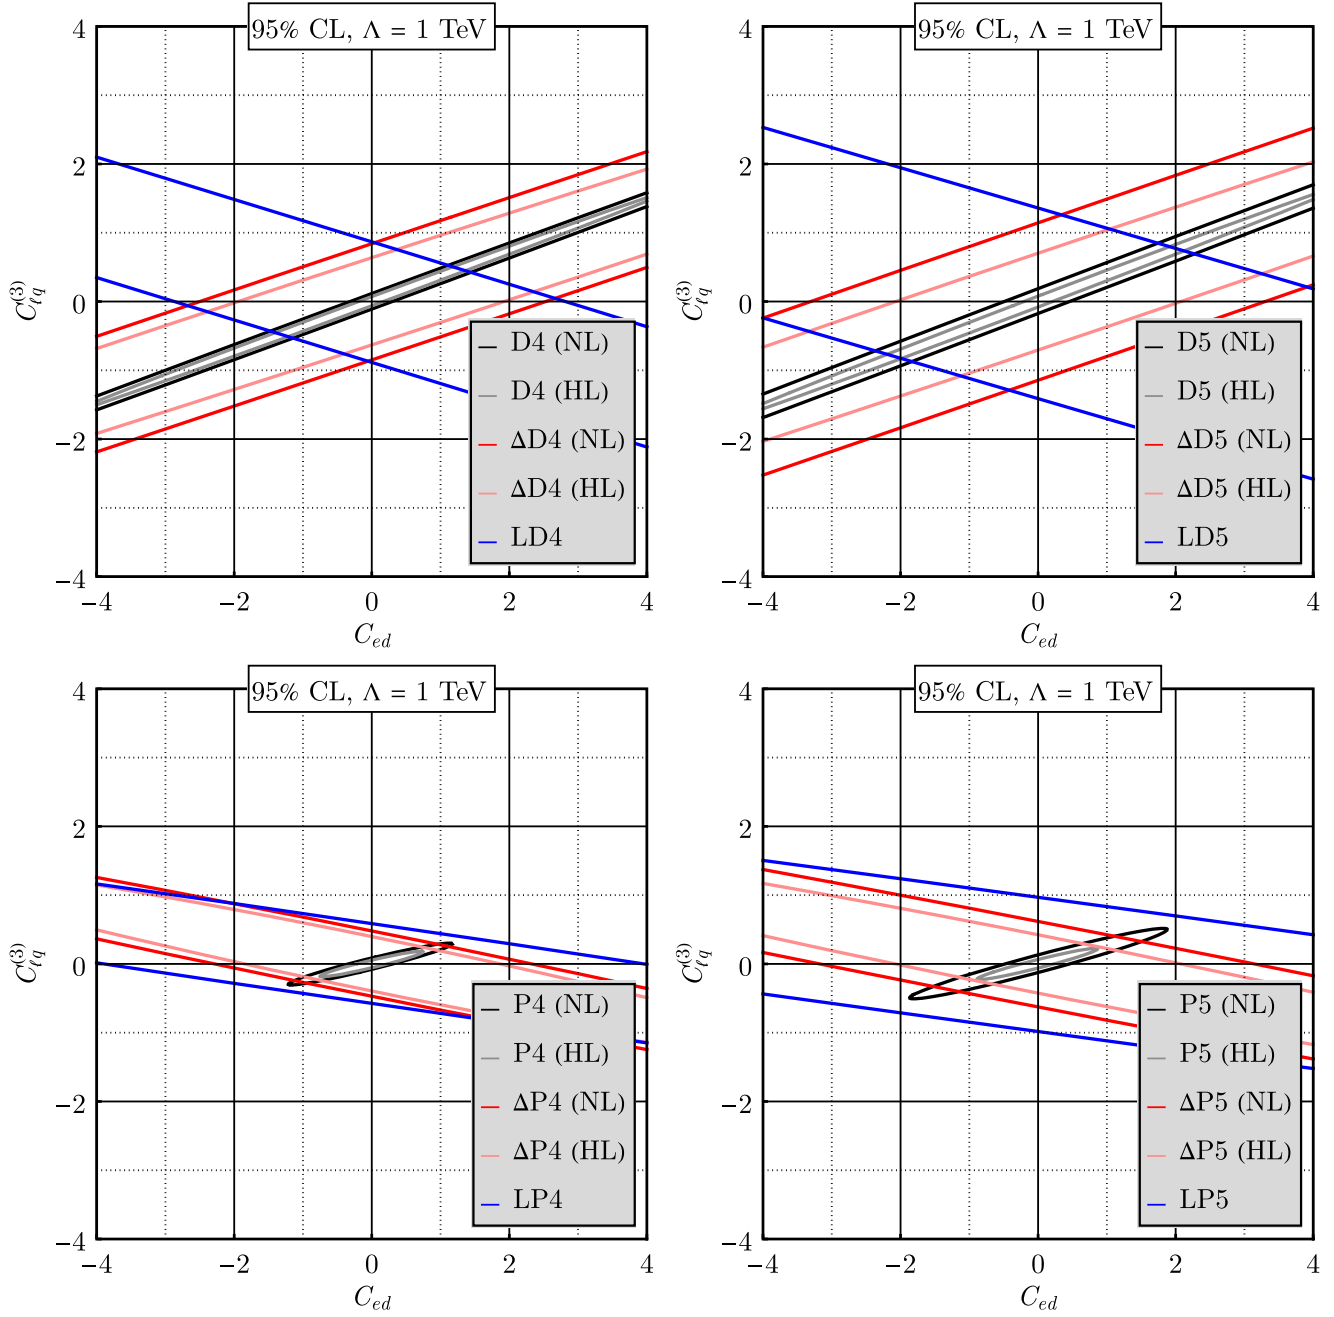 95% CL, Λ = 1 TeV
4
2
0
−2
−4
−4 −2 0 2 4
C_{ℓq}^{(3)}
C_{ed}
D4 (NL)
D4 (HL)
ΔD4 (NL)
ΔD4 (HL)
LD4
95% CL, Λ = 1 TeV
4
2
0
−2
−4
−4 −2 0 2 4
C_{ℓq}^{(3)}
C_{ed}
D5 (NL)
D5 (HL)
ΔD5 (NL)
ΔD5 (HL)
LD5
95% CL, Λ = 1 TeV
4
2
0
−2
−4
−4 −2 0 2 4
C_{ℓq}^{(3)}
C_{ed}
P4 (NL)
P4 (HL)
ΔP4 (NL)
ΔP4 (HL)
LP4
95% CL, Λ = 1 TeV
4
2
0
−2
−4
−4 −2 0 2 4
C_{ℓq}^{(3)}
C_{ed}
P5 (NL)
P5 (HL)
ΔP5 (NL)
ΔP5 (HL)
LP5